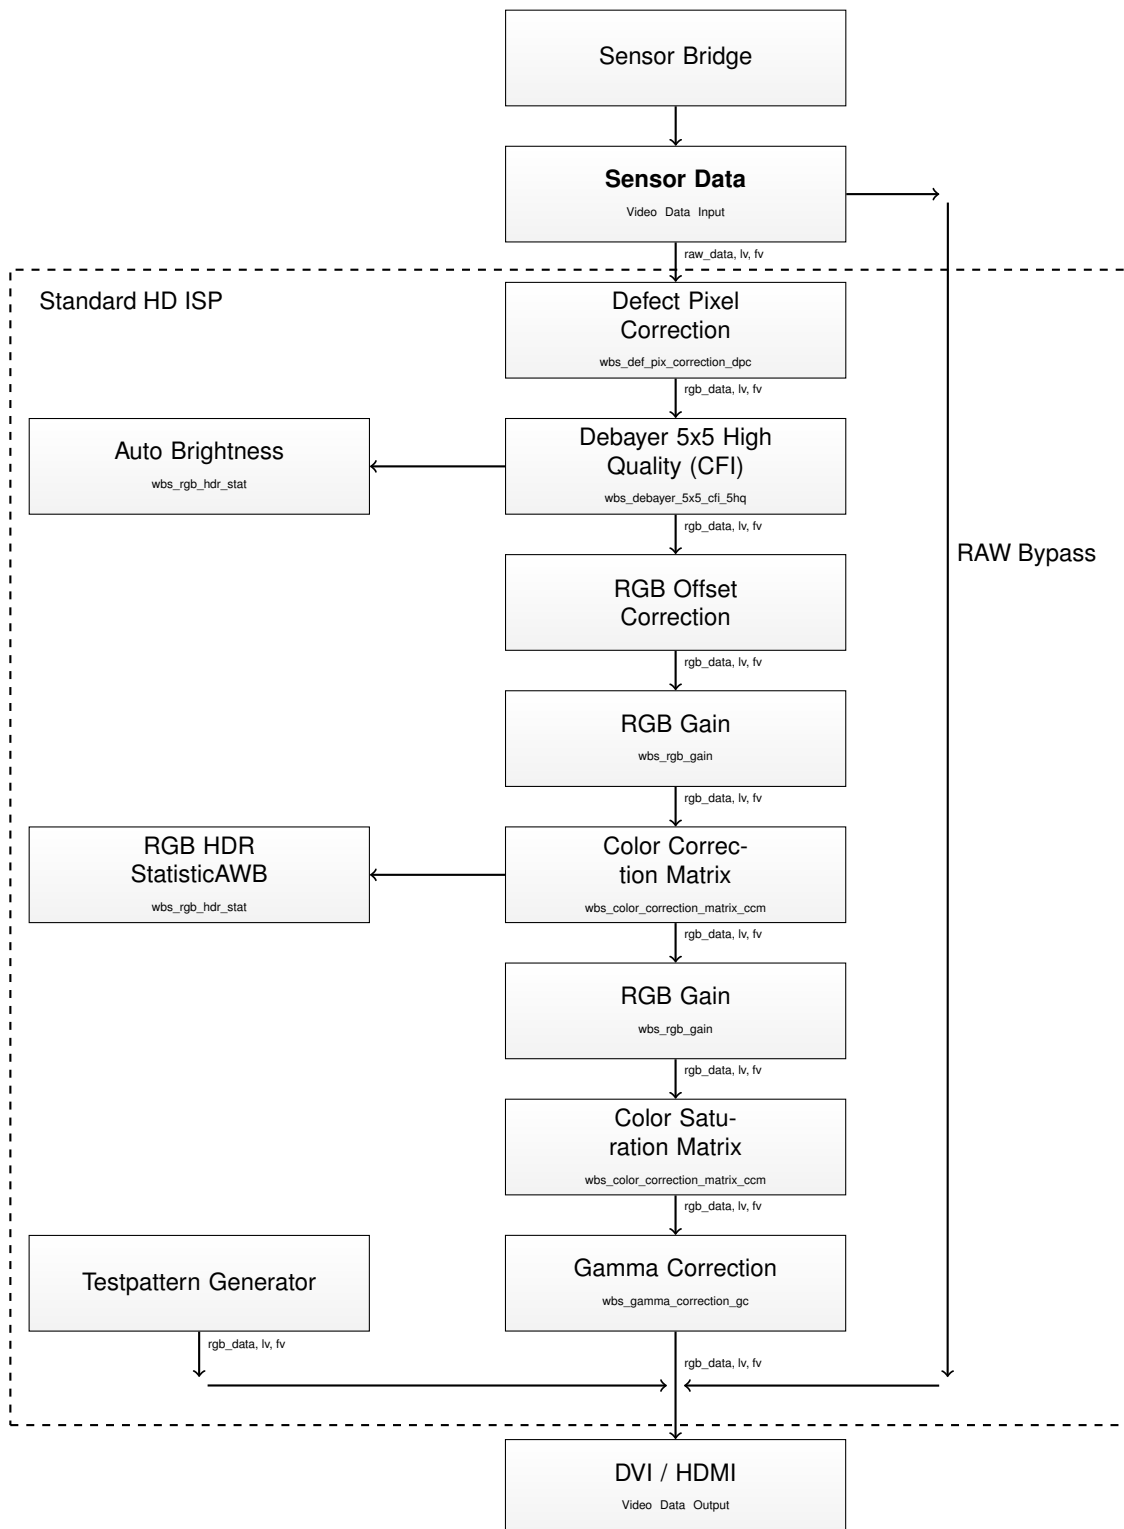 Sensor Bridge
Sensor Data
Video Data Input
raw_data, lv, fv
Standard HD ISP
Defect Pixel
Correction
wbs_def_pix_correction_dpc
rgb_data, lv, fv
Auto Brightness
wbs_rgb_hdr_stat
Debayer 5x5 High
Quality (CFI)
wbs_debayer_5x5_cfi_5hq
rgb_data, lv, fv
RAW Bypass
RGB Offset
Correction
rgb_data, lv, fv
RGB Gain
wbs_rgb_gain
rgb_data, lv, fv
RGB HDR
StatisticAWB
wbs_rgb_hdr_stat
Color Correc-
tion Matrix
wbs_color_correction_matrix_ccm
rgb_data, lv, fv
RGB Gain
wbs_rgb_gain
rgb_data, lv, fv
Color Satu-
ration Matrix
wbs_color_correction_matrix_ccm
rgb_data, lv, fv
Testpattern Generator
rgb_data, lv, fv
Gamma Correction
wbs_gamma_correction_gc
rgb_data, lv, fv
DVI / HDMI
Video Data Output